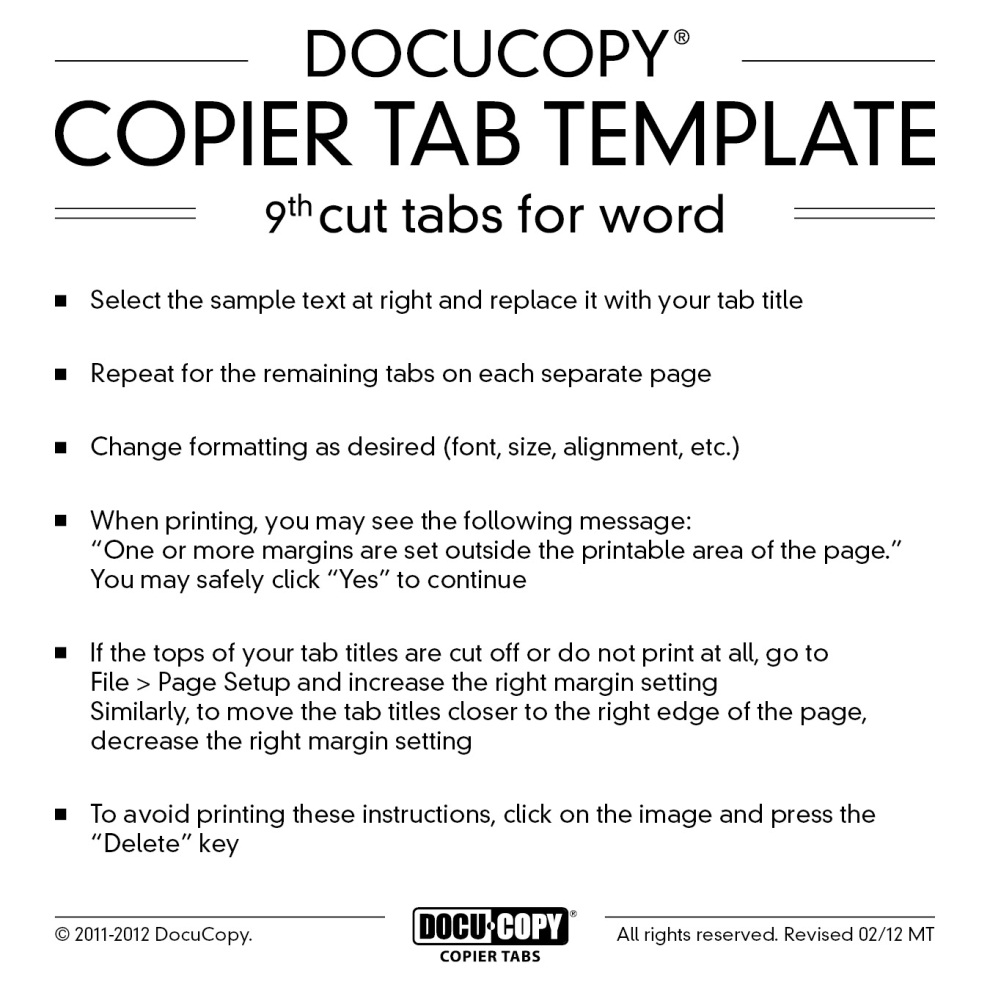 DOCUCOPY®
COPIER TAB TEMPLATE
9th cut tabs for word
■ Select the sample text at right and replace it with your tab title
■ Repeat for the remaining tabs on each separate page
■ Change formatting as desired (font, size, alignment, etc.)
■ When printing, you may see the following message:
“One or more margins are set outside the printable area of the page.”
You may safely click “Yes” to continue
■ If the tops of your tab titles are cut off or do not print at all, go to
File > Page Setup and increase the right margin setting
Similarly, to move the tab titles closer to the right edge of the page,
decrease the right margin setting
■ To avoid printing these instructions, click on the image and press the
“Delete” key
© 2011-2012 DocuCopy.
DOCU•COPY®
COPIER TABS
All rights reserved. Revised 02/12 MT